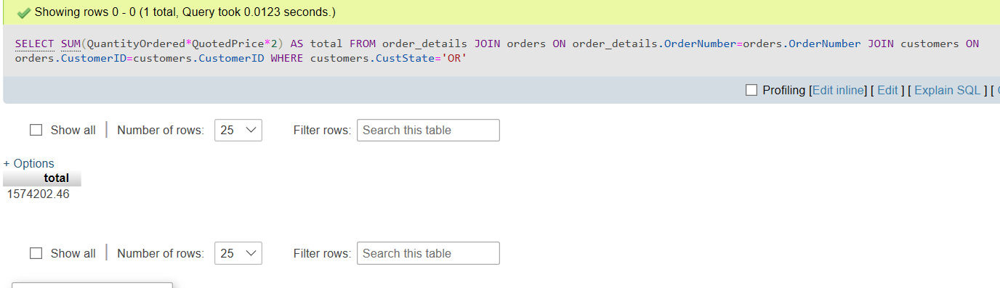 Showing rows 0 - 0 (1 total, Query took 0.0123 seconds.)
SELECT SUM(QuantityOrdered*QuotedPrice*2) AS total FROM order_details JOIN orders ON order_details.OrderNumber=orders.OrderNumber JOIN customers ON
orders.CustomerID=customers.CustomerID WHERE customers.CustState='OR'
Profiling [Edit inline] [ Edit ] [ Explain SQL ] [
Show all Number of rows: 25 Filter rows: Search this table
+ Options
total
1574202.46
Show all Number of rows: 25 Filter rows: Search this table